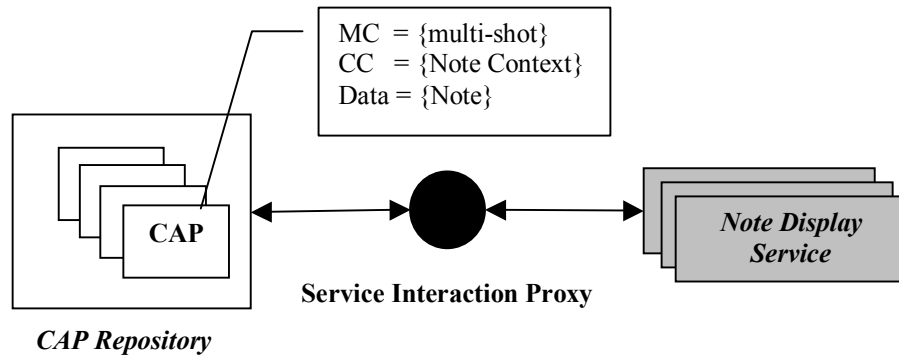 MC = {multi-shot}
CC = {Note Context}
Data = {Note}
CAP
Note Display
Service
Service Interaction Proxy
CAP Repository